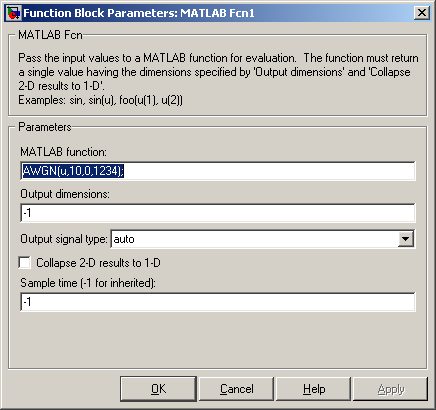 Function Block Parameters: MATLAB Fcn1
MATLAB Fcn
Pass the input values to a MATLAB function for evaluation. The function must return
a single value having the dimensions specified by 'Output dimensions' and 'Collapse
2-D results to 1-D'.
Examples: sin, sin(u), foo(u(1), u(2))
Parameters
MATLAB function:
AWGN(u,10,0,1234);
Output dimensions:
-1
Output signal type: auto
Collapse 2-D results to 1-D
Sample time (-1 for inherited):
-1
OK Cancel Help Apply